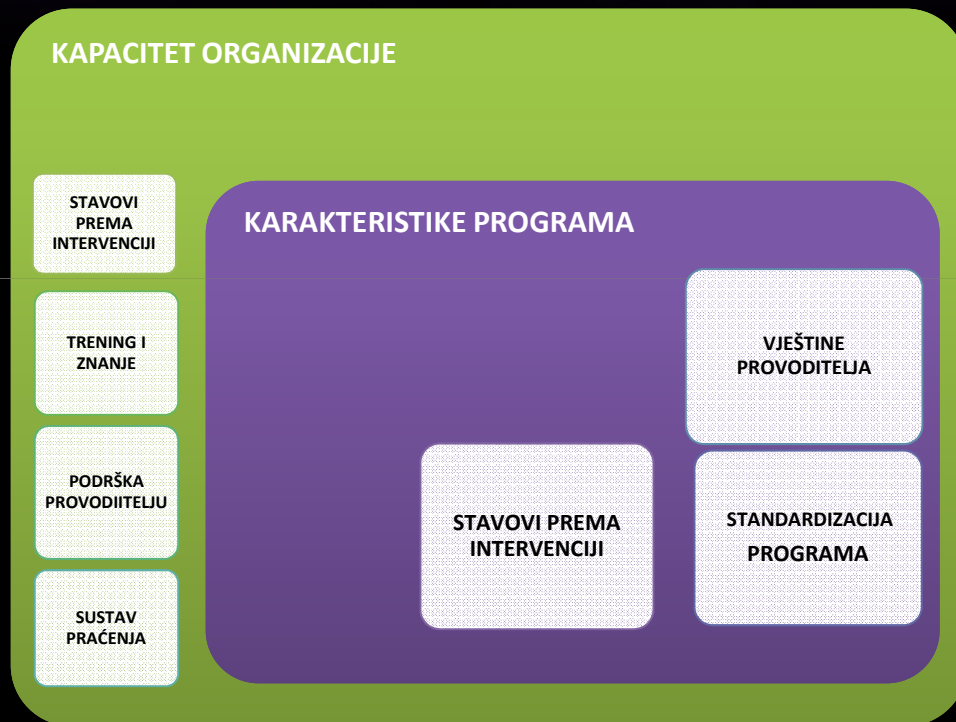 KAPACITET ORGANIZACIJE
STAVOVI
PREMA
INTERVENCIJI
TRENING I
ZNANJE
PODRŠKA
PROVODIITELJU
SUSTAV
PRAĆENJA
KARAKTERISTIKE PROGRAMA
VJEŠTINE
PROVODITELJA
STAVOVI PREMA
INTERVENCIJI
STANDARDIZACIJA
PROGRAMA